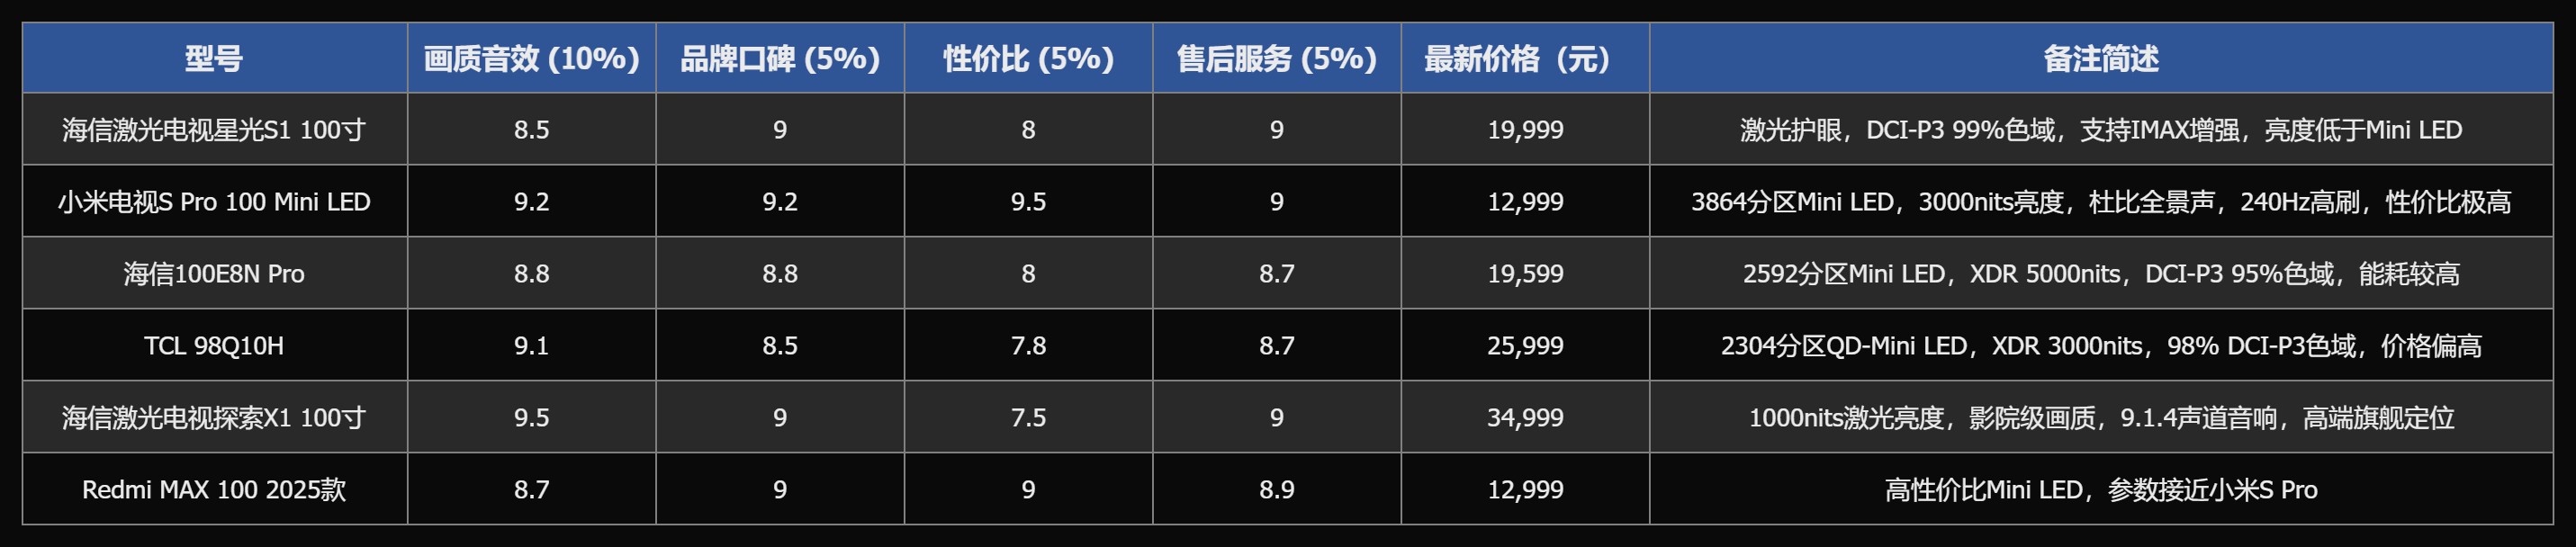 型号 画质音效 (10%) 品牌口碑 (5%) 性价比 (5%) 售后服务 (5%) 最新价格（元） 备注简述
海信激光电视星光S1 100寸 8.5 9 8 9 19,999 激光护眼，DCI-P3 99%色域，支持IMAX增强，亮度低于Mini LED
小米电视S Pro 100 Mini LED 9.2 9.2 9.5 9 12,999 3864分区Mini LED，3000nits亮度，杜比全景声，240Hz高刷，性价比极高
海信100E8N Pro 8.8 8.8 8 8.7 19,599 2592分区Mini LED，XDR 5000nits，DCI-P3 95%色域，能耗较高
TCL 98Q10H 9.1 8.5 7.8 8.7 25,999 2304分区QD-Mini LED，XDR 3000nits，98% DCI-P3色域，价格偏高
海信激光电视探索X1 100寸 9.5 9 7.5 9 34,999 1000nits激光亮度，影院级画质，9.1.4声道音响，高端旗舰定位
Redmi MAX 100 2025款 8.7 9 9 8.9 12,999 高性价比Mini LED，参数接近小米S Pro